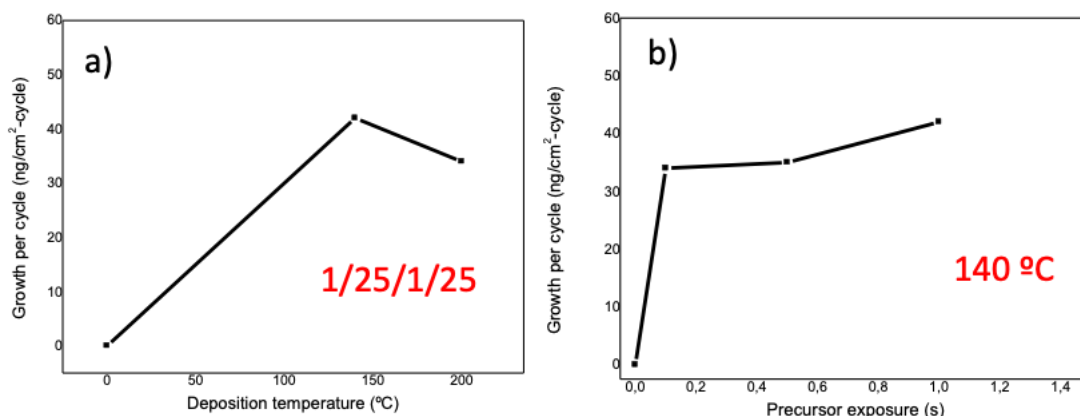 a)
Growth per cycle (ng/cm²-cycle)
60
50
40
30
20
10
0
1/25/1/25
0 50 100 150 200
Deposition temperature (ºC)
b)
Growth per cycle (ng/cm²-cycle)
60
50
40
30
20
10
0
140 ºC
0,0 0,2 0,4 0,6 0,8 1,0 1,2 1,4
Precursor exposure (s)